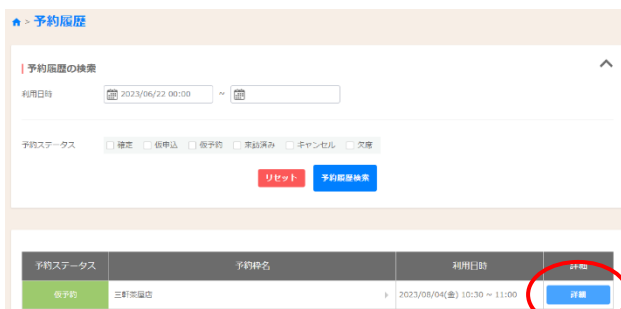 > 予約履歴
予約履歴の検索
利用日時 2023/06/22 00:00 ~
予約ステータス 確定 仮申込 仮予約 来訪済み キャンセル 欠席
リセット 予約履歴検索
予約ステータス 予約枠名 利用日時 詳細
仮予約 三軒茶屋店 2023/08/04(金) 10:30 ~ 11:00 詳細